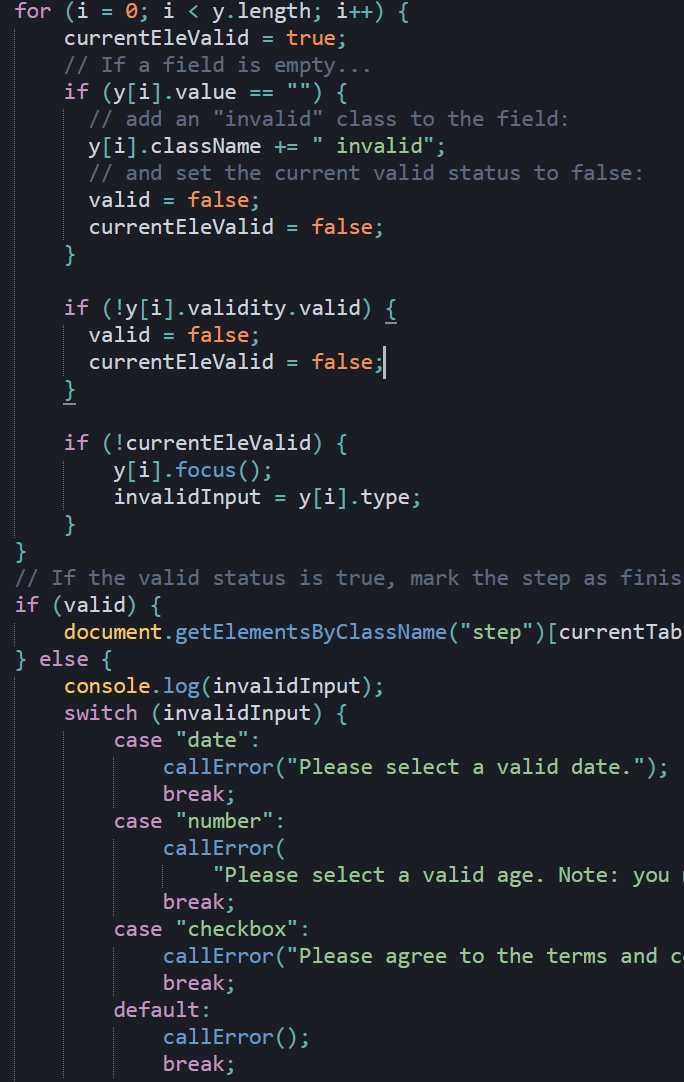 for (i = 0; i < y.length; i++) {
currentEleValid = true;
// If a field is empty...
if (y[i].value == "") {
// add an "invalid" class to the field:
y[i].className += " invalid";
// and set the current valid status to false:
valid = false;
currentEleValid = false;
}
if (!y[i].validity.valid) {
valid = false;
currentEleValid = false;
}
if (!currentEleValid) {
y[i].focus();
invalidInput = y[i].type;
}
}
// If the valid status is true, mark the step as finis
if (valid) {
document.getElementsByClassName("step")[currentTab
} else {
console.log(invalidInput);
switch (invalidInput) {
case "date":
callError("Please select a valid date.");
break;
case "number":
callError(
"Please select a valid age. Note: you
break;
case "checkbox":
callError("Please agree to the terms and c
break;
default:
callError();
break;